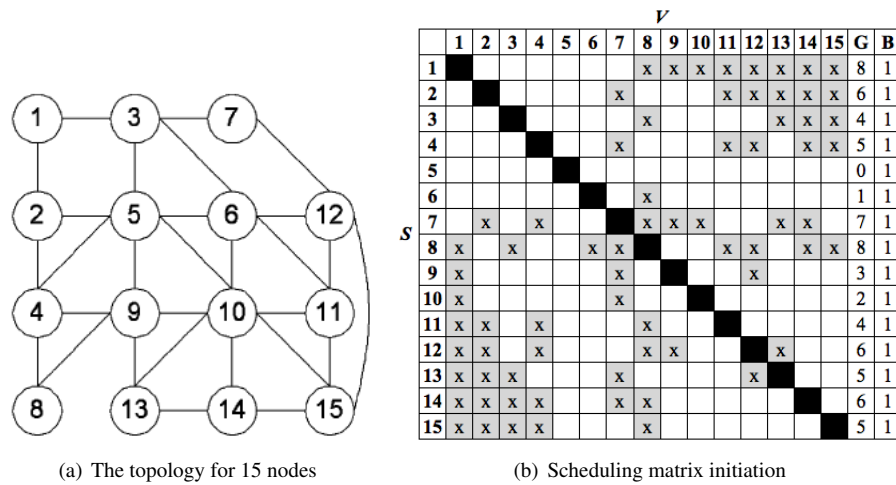 1 3 7
2 5 6 12
4 9 10 11
8 13 14 15
(a) The topology for 15 nodes
V
1 2 3 4 5 6 7 8 9 10 11 12 13 14 15 G B
1 x x x x x x x x 8 1
2 x x x x x x 6 1
3 x x x x 4 1
4 x x x x x 5 1
5 0 1
6 x 1 1
S
7 x x x x x x x 7 1
8 x x x x x x x x 8 1
9 x x x 3 1
10 x x 2 1
11 x x x x 4 1
12 x x x x x x 6 1
13 x x x x x 5 1
14 x x x x x x 6 1
15 x x x x x 5 1
(b) Scheduling matrix initiation